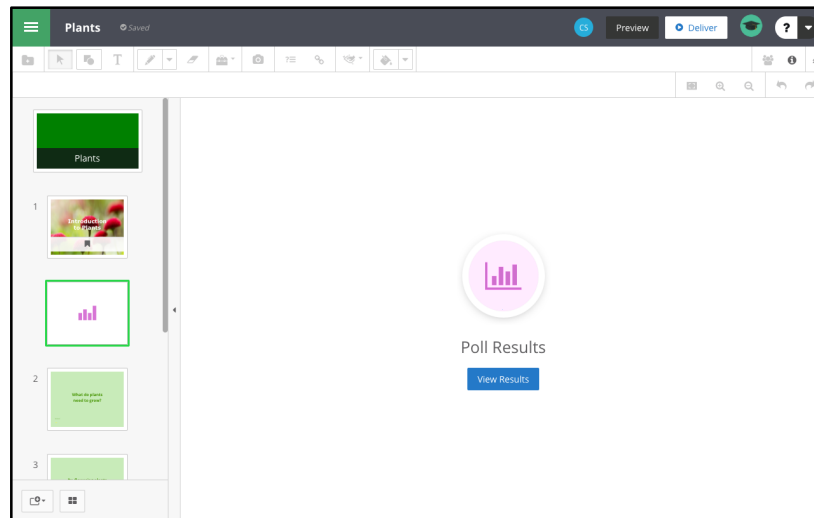 Plants
Saved
CS
Preview
Deliver
?
T
Plants
1
Introduction
to Plants
2
What do plants
need to grow?
3
Poll Results
View Results